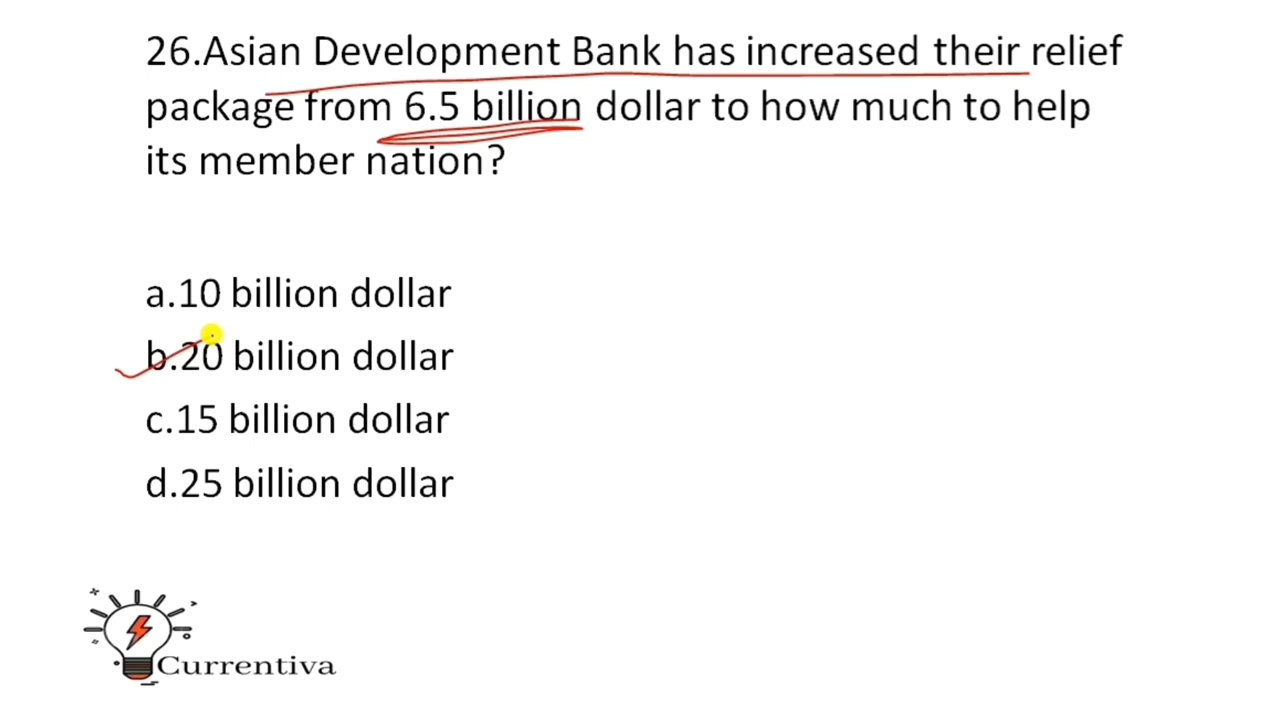 26.Asian Development Bank has increased their relief
package from 6.5 billion dollar to how much to help
its member nation?
a.10 billion dollar
b.20 billion dollar
c.15 billion dollar
d.25 billion dollar
Currentiva